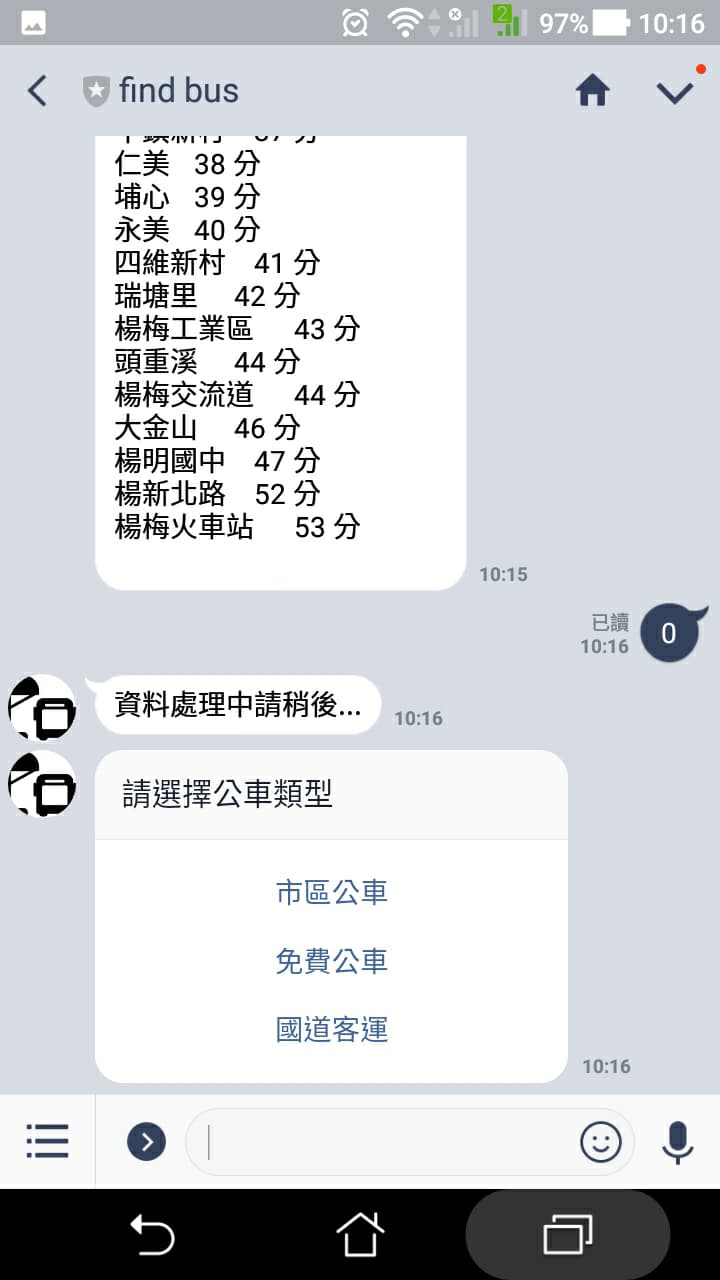 2
97%
10:16
find bus
仁美 38 分
埔心 39 分
永美 40 分
四維新村 41 分
瑞塘里 42 分
楊梅工業區 43 分
頭重溪 44 分
楊梅交流道 44 分
大金山 46 分
楊明國中 47 分
楊新北路 52 分
楊梅火車站 53 分
10:15
已讀
10:16
0
資料處理中請稍後...
10:16
請選擇公車類型
市區公車
免費公車
國道客運
10:16